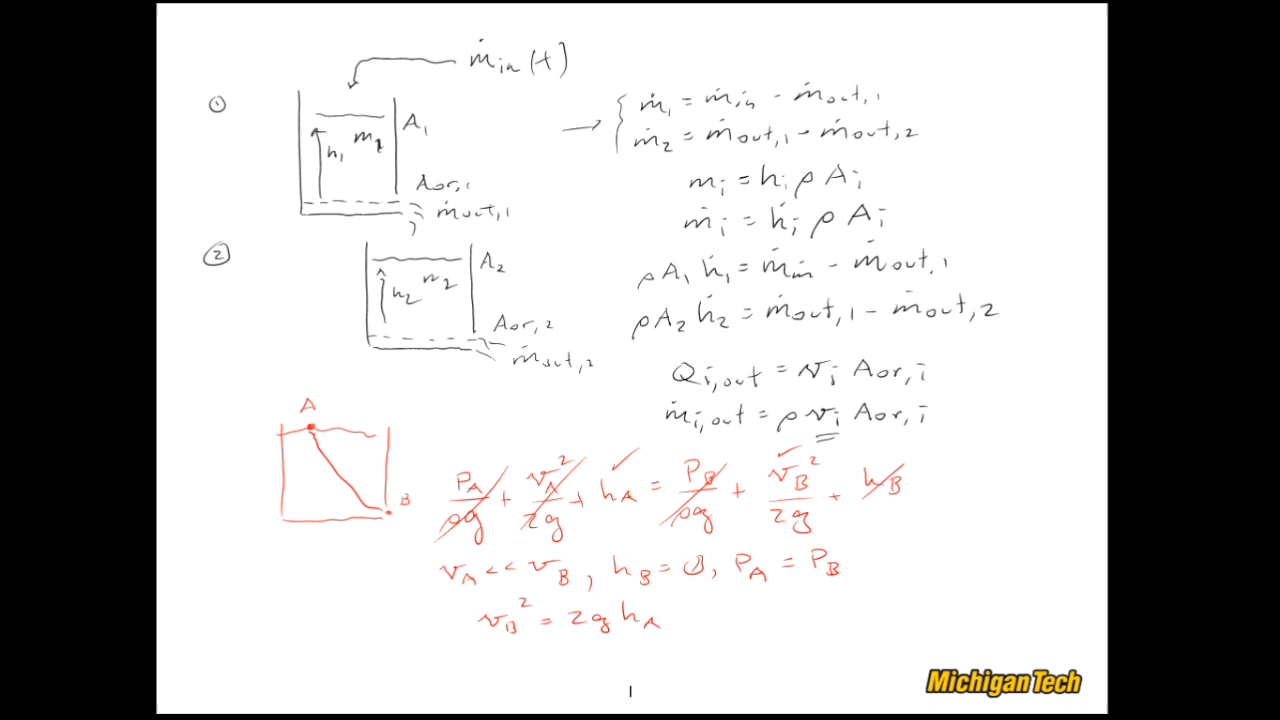 ṁin(t)
①
A₁
m₁
h₁
Aor,1
ṁout,1
→ { ṁ₁ = ṁin - ṁout,1
ṁ₂ = ṁout,1 - ṁout,2
mi = hi ρ Ai
ṁi = ḣi ρ Ai
ρA₁ ḣ₁ = ṁin - ṁout,1
ρA₂ ḣ₂ = ṁout,1 - ṁout,2
Qi,out = vi Aor,i
ṁi,out = ρ vi Aor,i
②
A₂
m₂
h₂
Aor,2
ṁout,2
A
B
PA/ρg + vA²/2g + hA = PB/ρg + vB²/2g + hB
vA << vB, hB = 0, PA = PB
vB² = 2g hA
1
Michigan Tech